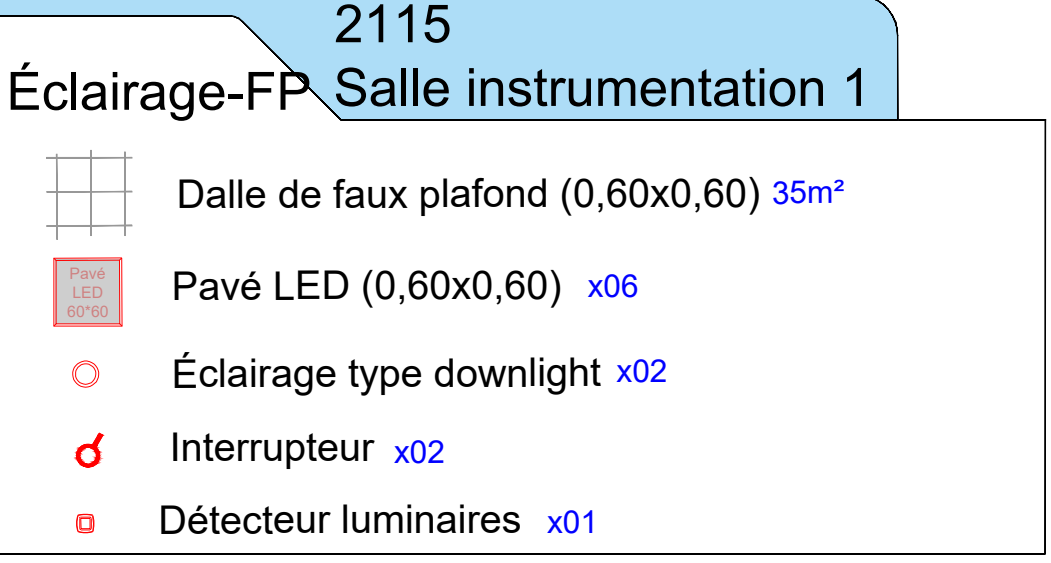 2115
Éclairage-FP Salle instrumentation 1
Dalle de faux plafond (0,60x0,60) 35m²
Pavé
LED
60*60
Pavé LED (0,60x0,60) x06
Éclairage type downlight x02
Interrupteur x02
Détecteur luminaires x01